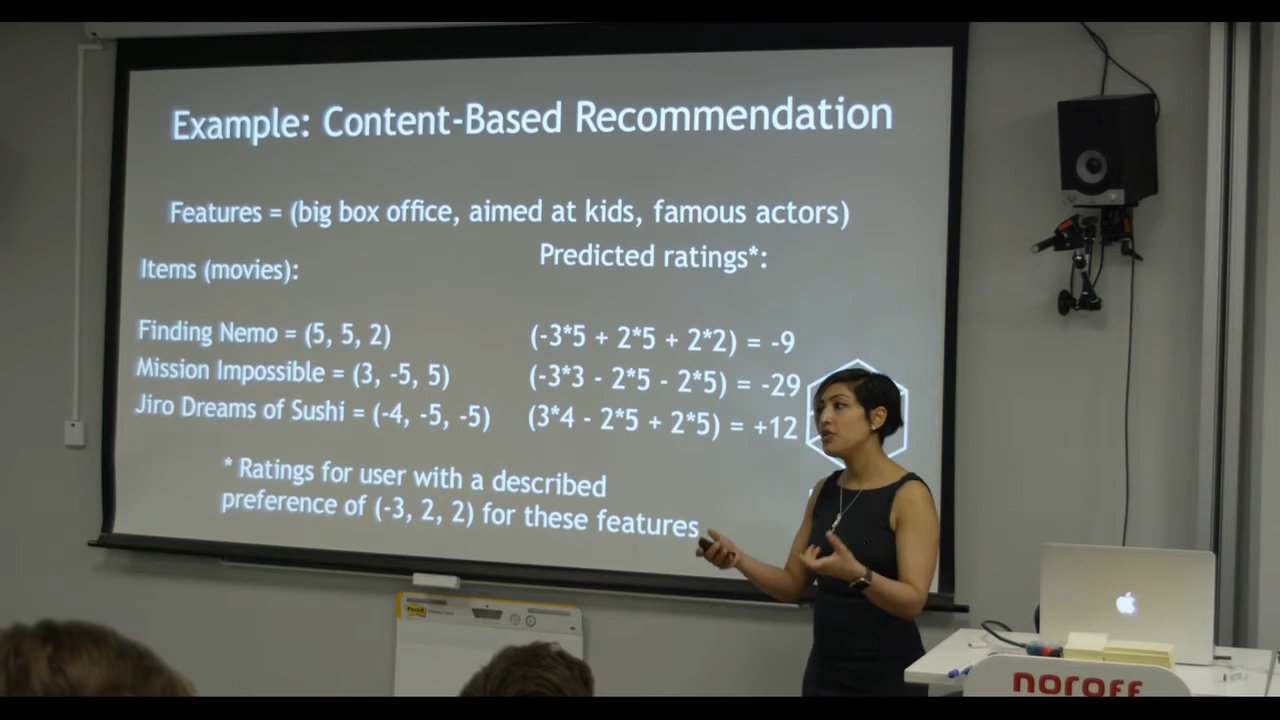 Example: Content-Based Recommendation
Features = (big box office, aimed at kids, famous actors)
Items (movies):
Predicted ratings*:
Finding Nemo = (5, 5, 2)
(-3*5 + 2*5 + 2*2) = -9
Mission Impossible = (3, -5, 5)
(-3*3 - 2*5 - 2*5) = -29
Jiro Dreams of Sushi = (-4, -5, -5)
(3*4 - 2*5 + 2*5) = +12
* Ratings for user with a described
preference of (-3, 2, 2) for these features
Post-it
noroff